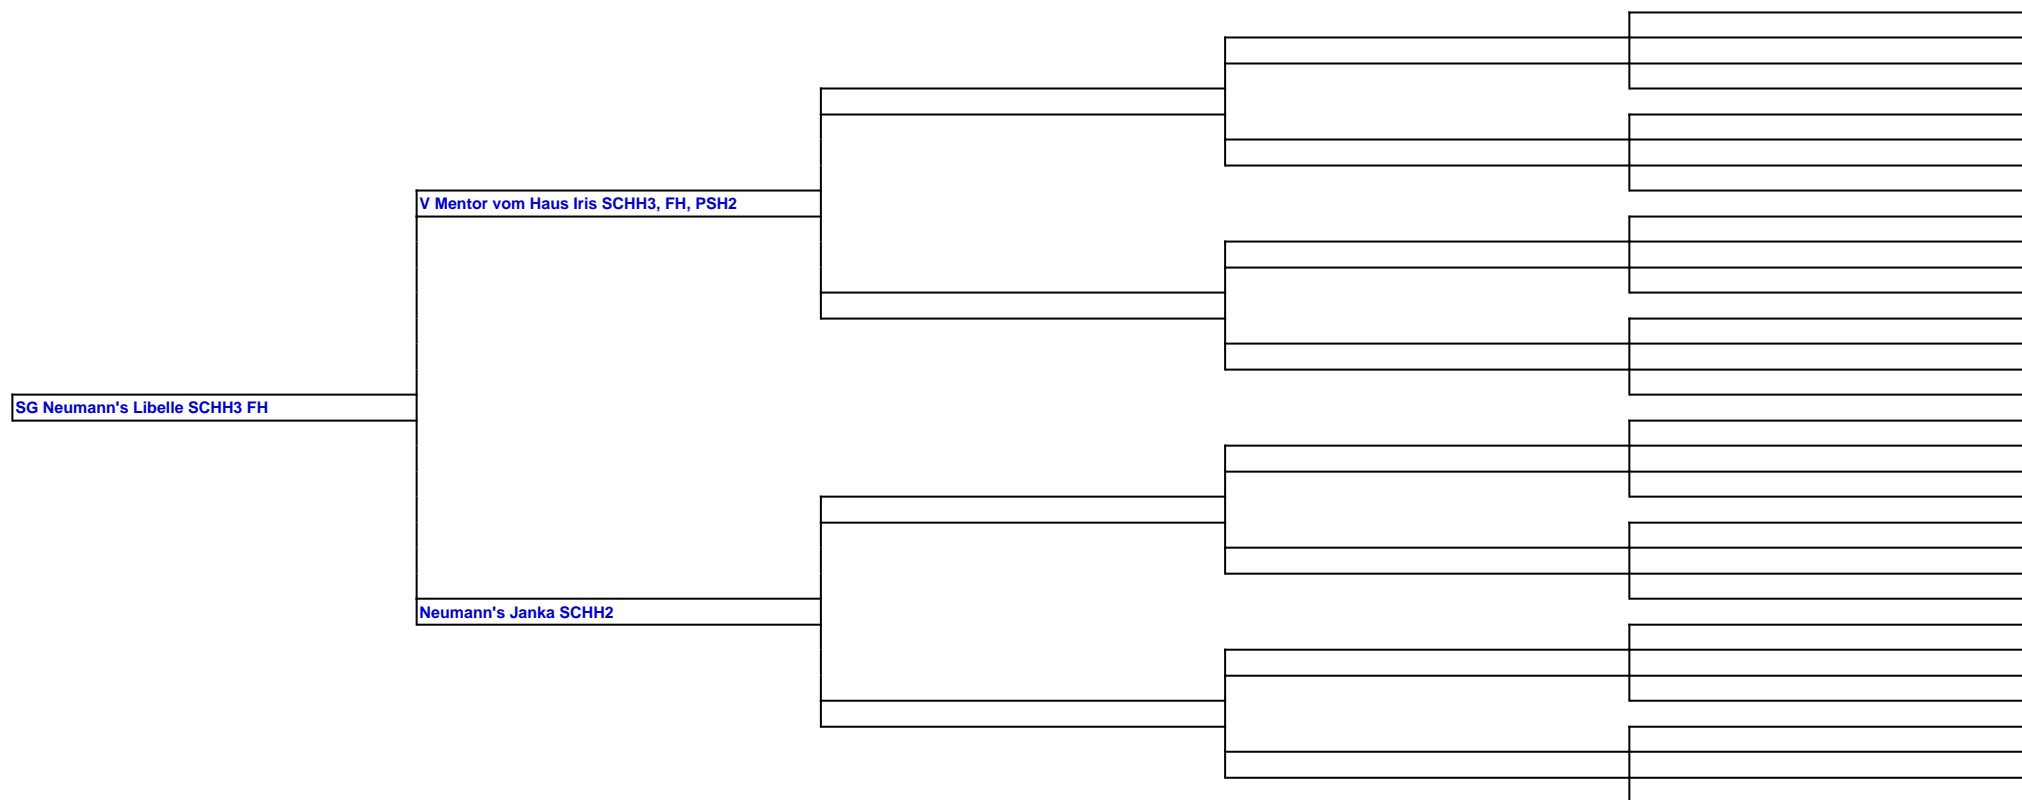 V Mentor vom Haus Iris SCHH3, FH, PSH2
SG Neumann's Libelle SCHH3 FH
Neumann's Janka SCHH2